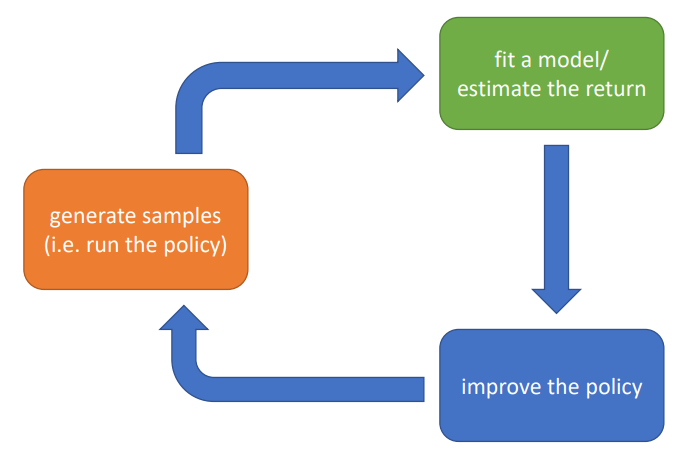 fit a model/
estimate the return
generate samples
(i.e. run the policy)
improve the policy